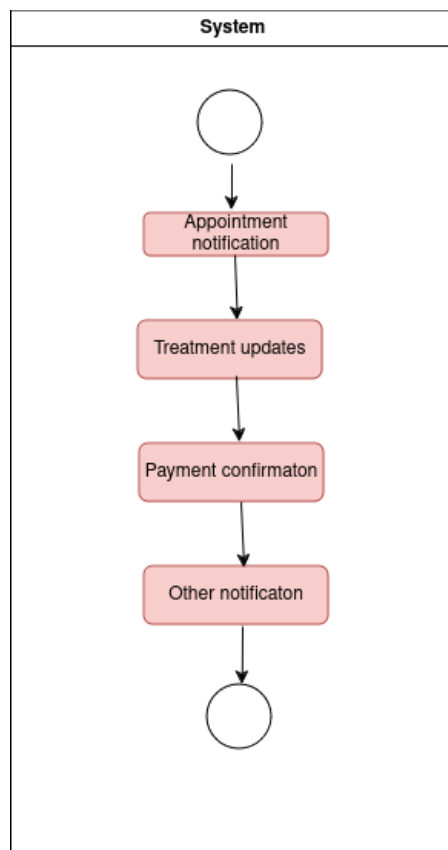 System
Appointment
notification
Treatment updates
Payment confirmaton
Other notificaton